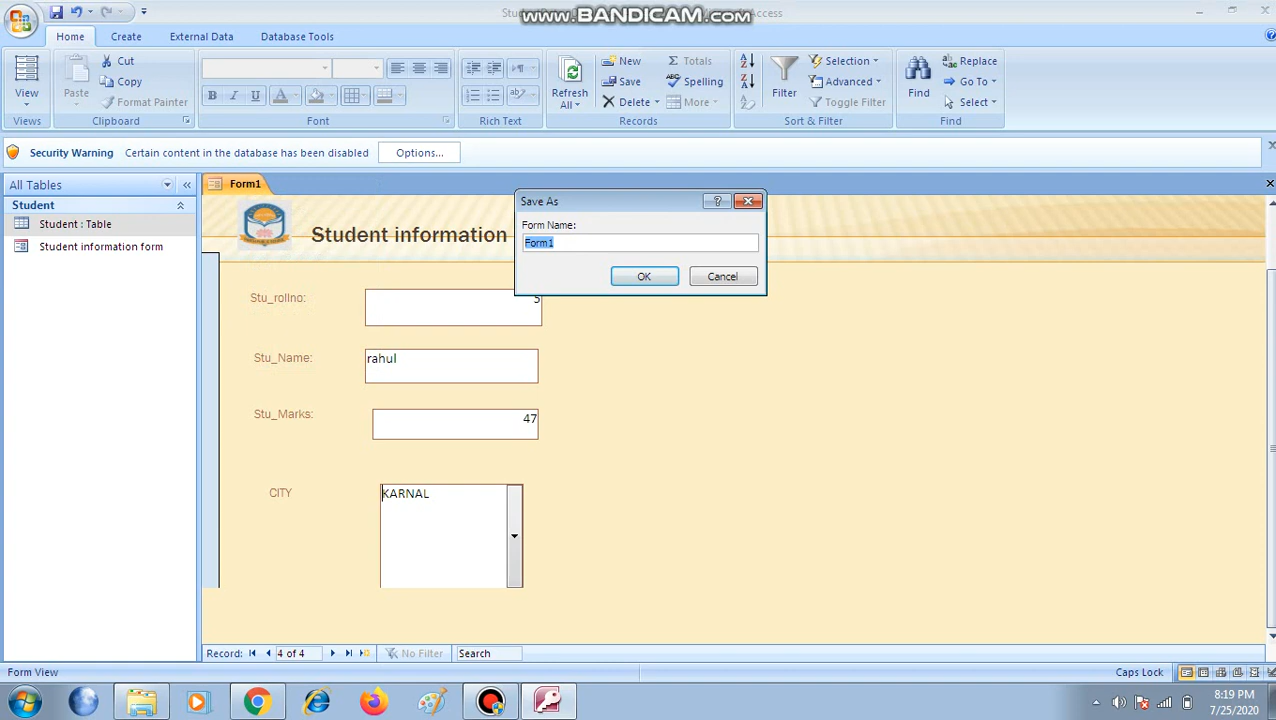 Stude
www.BANDICAM.com
Access
Home
Create
External Data
Database Tools
View
Views
Paste
Cut
Copy
Format Painter
Clipboard
B I U A
Font
Rich Text
Refresh
All
New
Save
Delete
Totals
Spelling
More
Records
Filter
Selection
Advanced
Toggle Filter
Sort & Filter
Find
Replace
Go To
Select
Find
Security Warning Certain content in the database has been disabled Options...
All Tables
Student
Student : Table
Student information form
Form1
Student information
Save As
Form Name:
Form1
OK
Cancel
Stu_rollno:
5
Stu_Name:
rahul
Stu_Marks:
47
CITY
KARNAL
Record:
4 of 4
No Filter
Search
Form View
Caps Lock
8:19 PM
7/25/2020